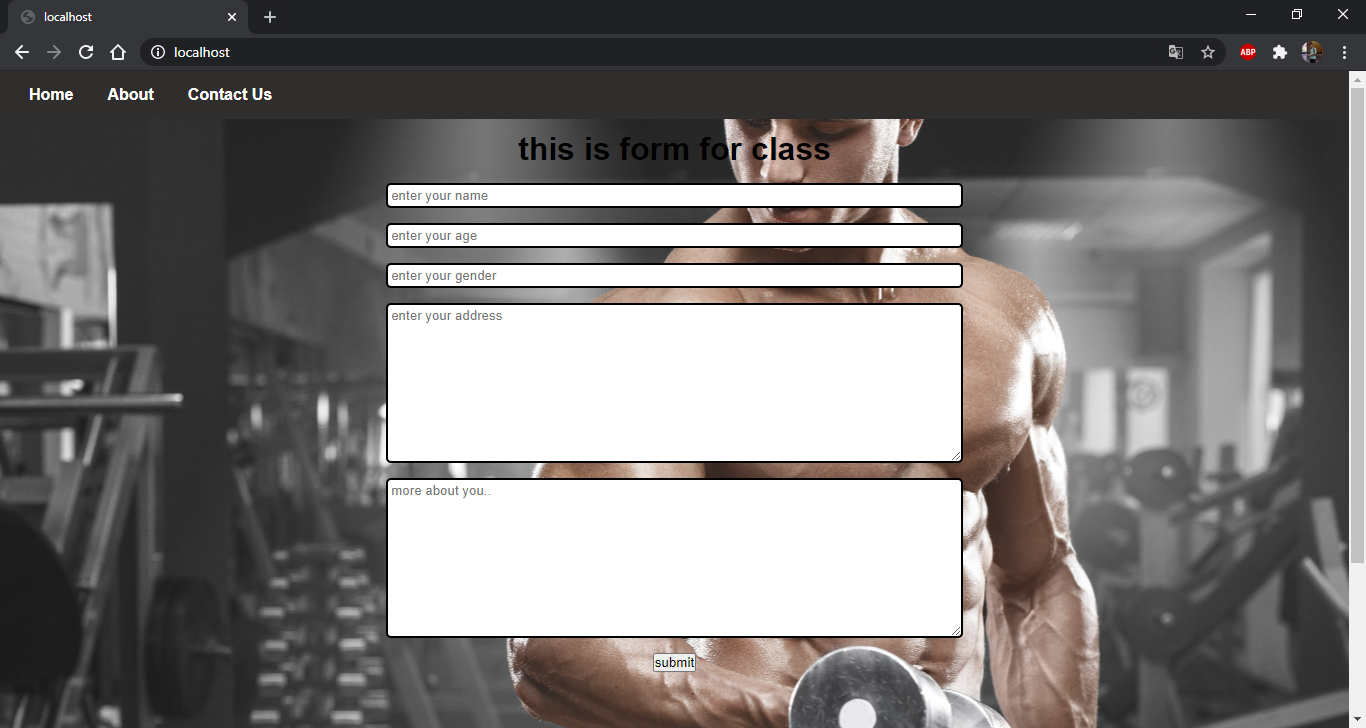 localhost
localhost
ABP
Home About Contact Us
this is form for class
enter your name
enter your age
enter your gender
enter your address
more about you..
submit